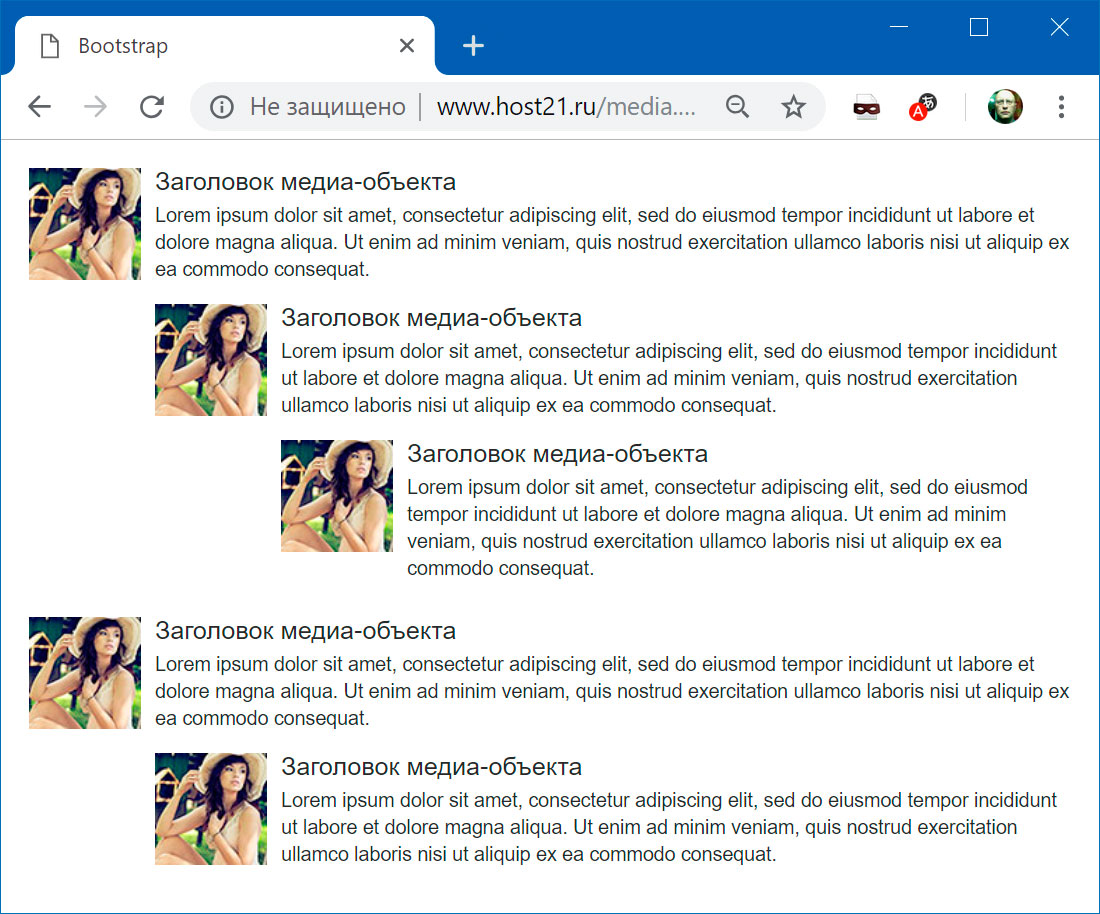 Bootstrap
Не защищено | www.host21.ru/media....
Заголовок медиа-объекта
Lorem ipsum dolor sit amet, consectetur adipiscing elit, sed do eiusmod tempor incididunt ut labore et
dolore magna aliqua. Ut enim ad minim veniam, quis nostrud exercitation ullamco laboris nisi ut aliquip ex
ea commodo consequat.
Заголовок медиа-объекта
Lorem ipsum dolor sit amet, consectetur adipiscing elit, sed do eiusmod tempor incididunt
ut labore et dolore magna aliqua. Ut enim ad minim veniam, quis nostrud exercitation
ullamco laboris nisi ut aliquip ex ea commodo consequat.
Заголовок медиа-объекта
Lorem ipsum dolor sit amet, consectetur adipiscing elit, sed do eiusmod
tempor incididunt ut labore et dolore magna aliqua. Ut enim ad minim
veniam, quis nostrud exercitation ullamco laboris nisi ut aliquip ex ea
commodo consequat.
Заголовок медиа-объекта
Lorem ipsum dolor sit amet, consectetur adipiscing elit, sed do eiusmod tempor incididunt ut labore et
dolore magna aliqua. Ut enim ad minim veniam, quis nostrud exercitation ullamco laboris nisi ut aliquip ex
ea commodo consequat.
Заголовок медиа-объекта
Lorem ipsum dolor sit amet, consectetur adipiscing elit, sed do eiusmod tempor incididunt
ut labore et dolore magna aliqua. Ut enim ad minim veniam, quis nostrud exercitation
ullamco laboris nisi ut aliquip ex ea commodo consequat.